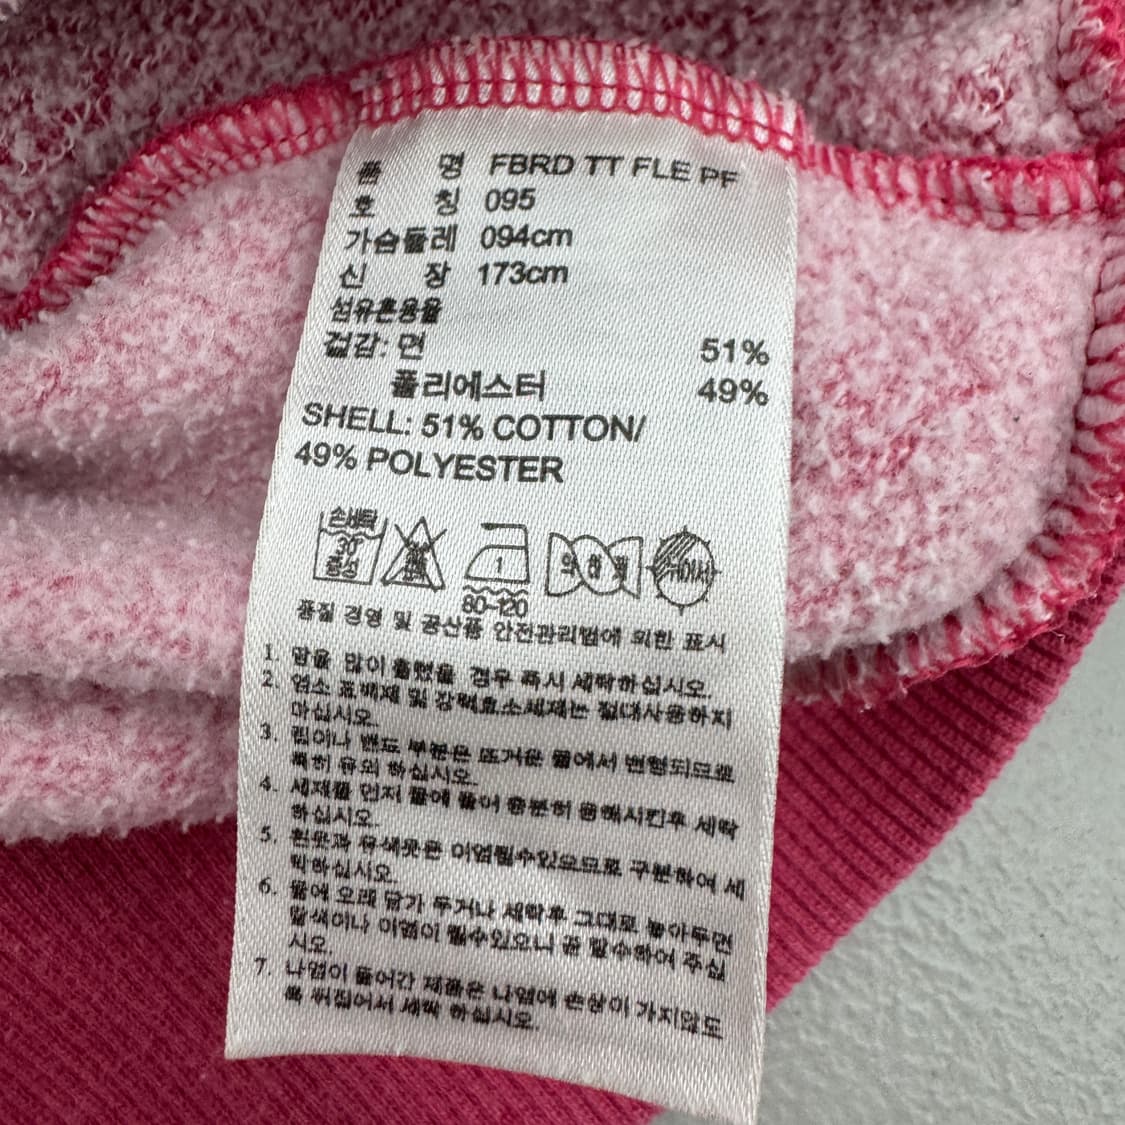 품 명 FBRD TT FLE PF
호 칭 095
가슴둘레 094cm
신 장 173cm
섬유혼용율
겉감: 면 51%
폴리에스터 49%
SHELL: 51% COTTON/
49% POLYESTER
손세탁
30°
중성
1
80-120
약하게
뉘어서
품질 경영 및 공산품 안전관리법에 의한 표시
1. 땀을 많이 흘렸을 경우 즉시 세탁하십시오.
2. 염소 표백제 및 강력효소세제는 절대사용하지
마십시오.
3. 립이나 밴드 부분은 뜨거운 물에서 변형되므로
특히 유의 하십시오.
4. 세제를 먼저 물에 풀어 충분히 용해시킨후 세탁
하십시오.
5. 흰옷과 유색옷은 이염될수있으므로 구분하여 세
탁하십시오.
6. 물에 오래 담가 두거나 세탁후 그대로 놓아두면
탈색이나 이염이 될수있으니 곧 탈수하여 주십
시오.
7. 나염이 들어간 제품은 나염에 손상이 가지않도
록 뒤집어서 세탁 하십시오.